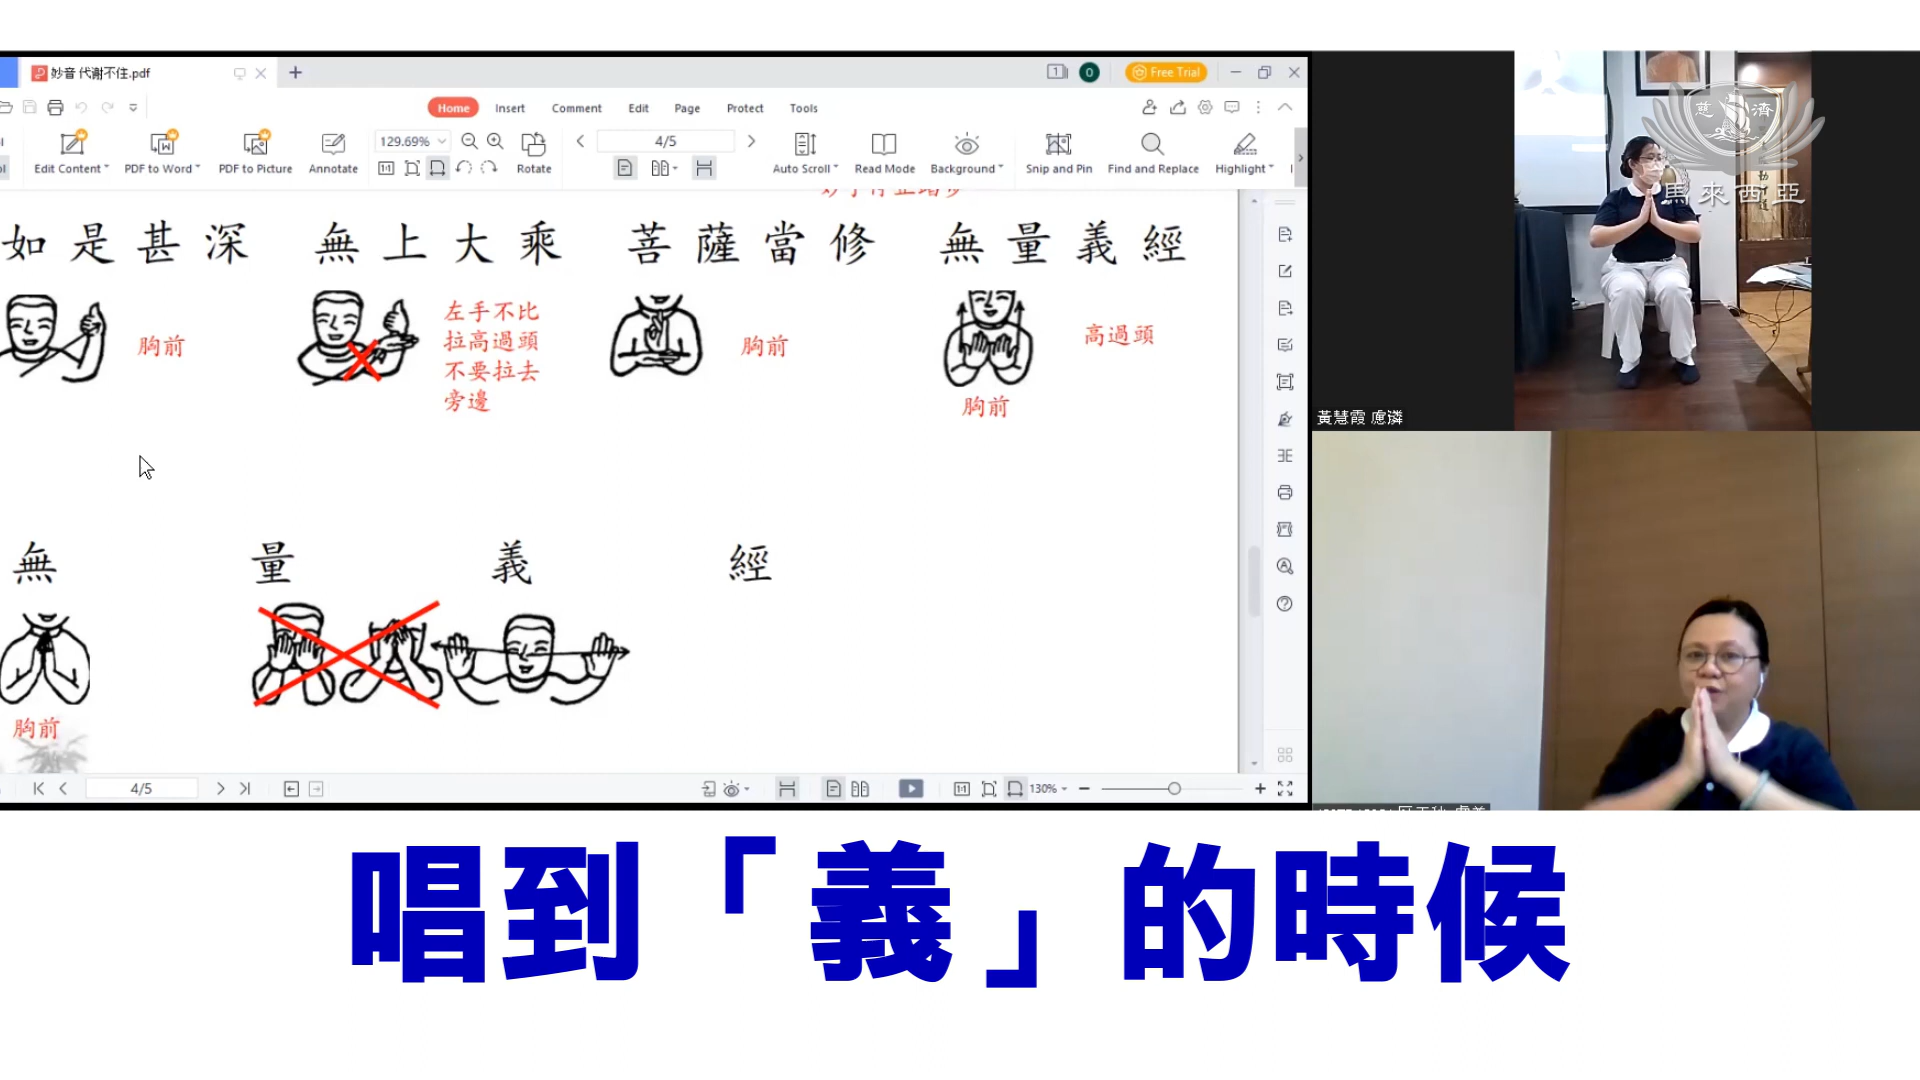 妙音 代谢不住.pdf
1
O
Free Trial
Home Insert Comment Edit Page Protect Tools
129.69%
4/5
Edit Content PDF to Word PDF to Picture Annotate Rotate Auto Scroll Read Mode Background Snip and Pin Find and Replace Highlight
如是甚深 無上大乘 菩薩當修 無量義經
胸前
左手不比
拉高過頭
不要拉去
旁邊
胸前
高過頭
胸前
無 量 義 經
胸前
4/5
130%
慈濟
馬來西亞
黃慧霞 慮璘
唱到「義」的時候